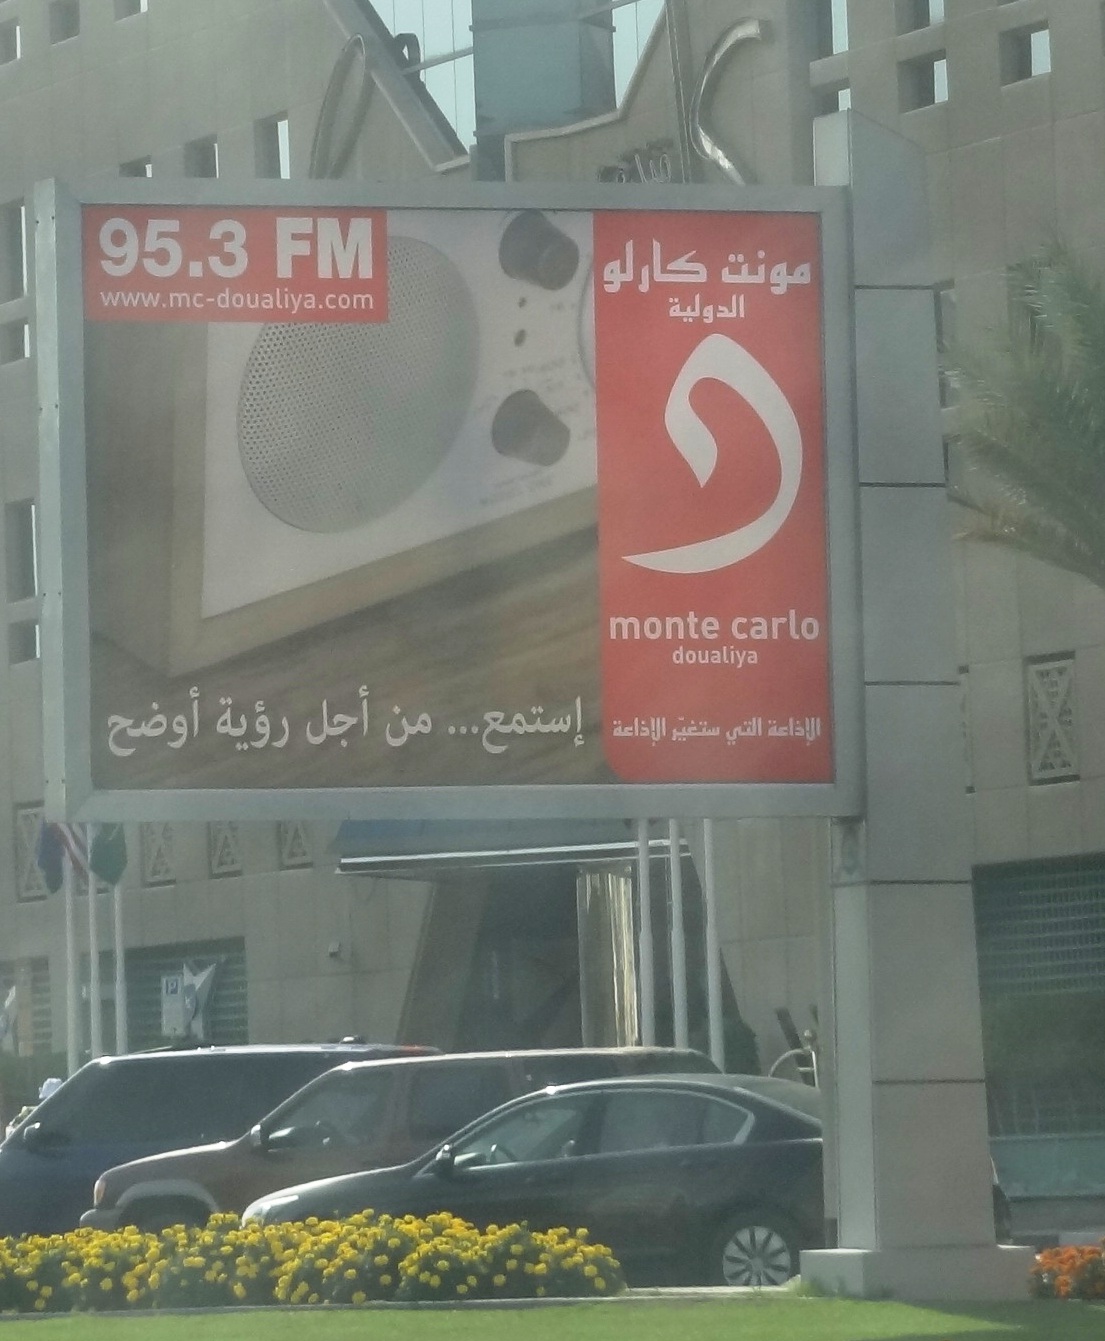 95.3 FM
www.mc-doualiya.com
مونت كارلو
الدولية
monte carlo
doualiya
إستمع... من أجل رؤية أوضح
الإذاعة التي ستغيّر الإذاعة
P